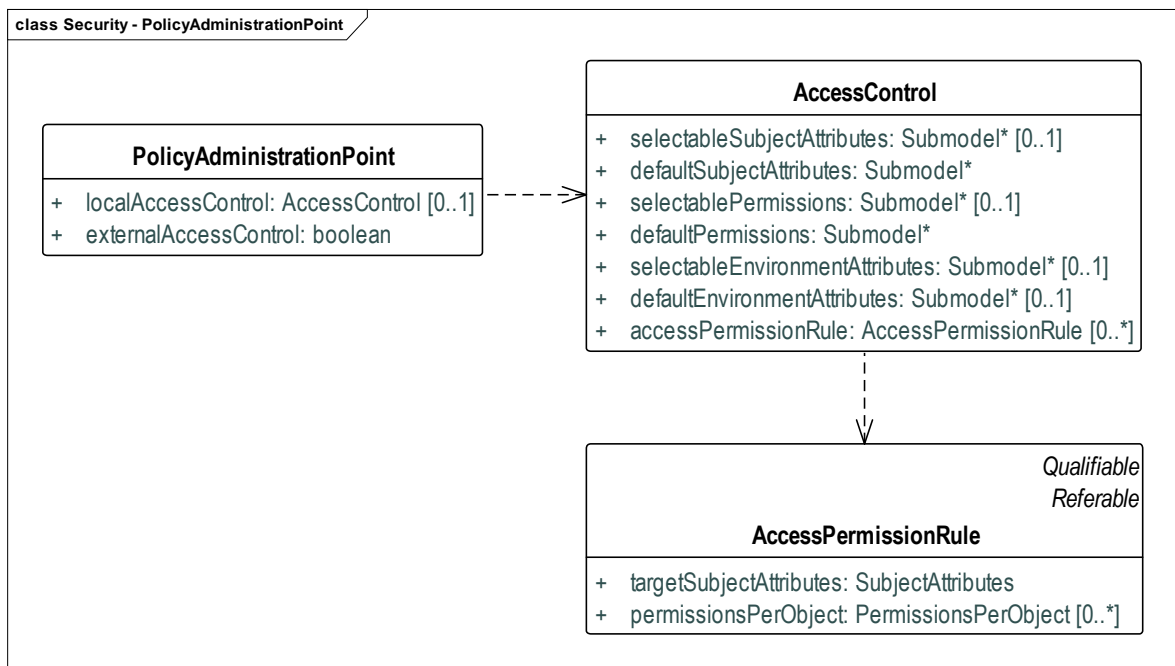 class Security - PolicyAdministrationPoint
PolicyAdministrationPoint
+ localAccessControl: AccessControl [0..1]
+ externalAccessControl: boolean
AccessControl
+ selectableSubjectAttributes: Submodel* [0..1]
+ defaultSubjectAttributes: Submodel*
+ selectablePermissions: Submodel* [0..1]
+ defaultPermissions: Submodel*
+ selectableEnvironmentAttributes: Submodel* [0..1]
+ defaultEnvironmentAttributes: Submodel* [0..1]
+ accessPermissionRule: AccessPermissionRule [0..*]
Qualifiable
Referable
AccessPermissionRule
+ targetSubjectAttributes: SubjectAttributes
+ permissionsPerObject: PermissionsPerObject [0..*]